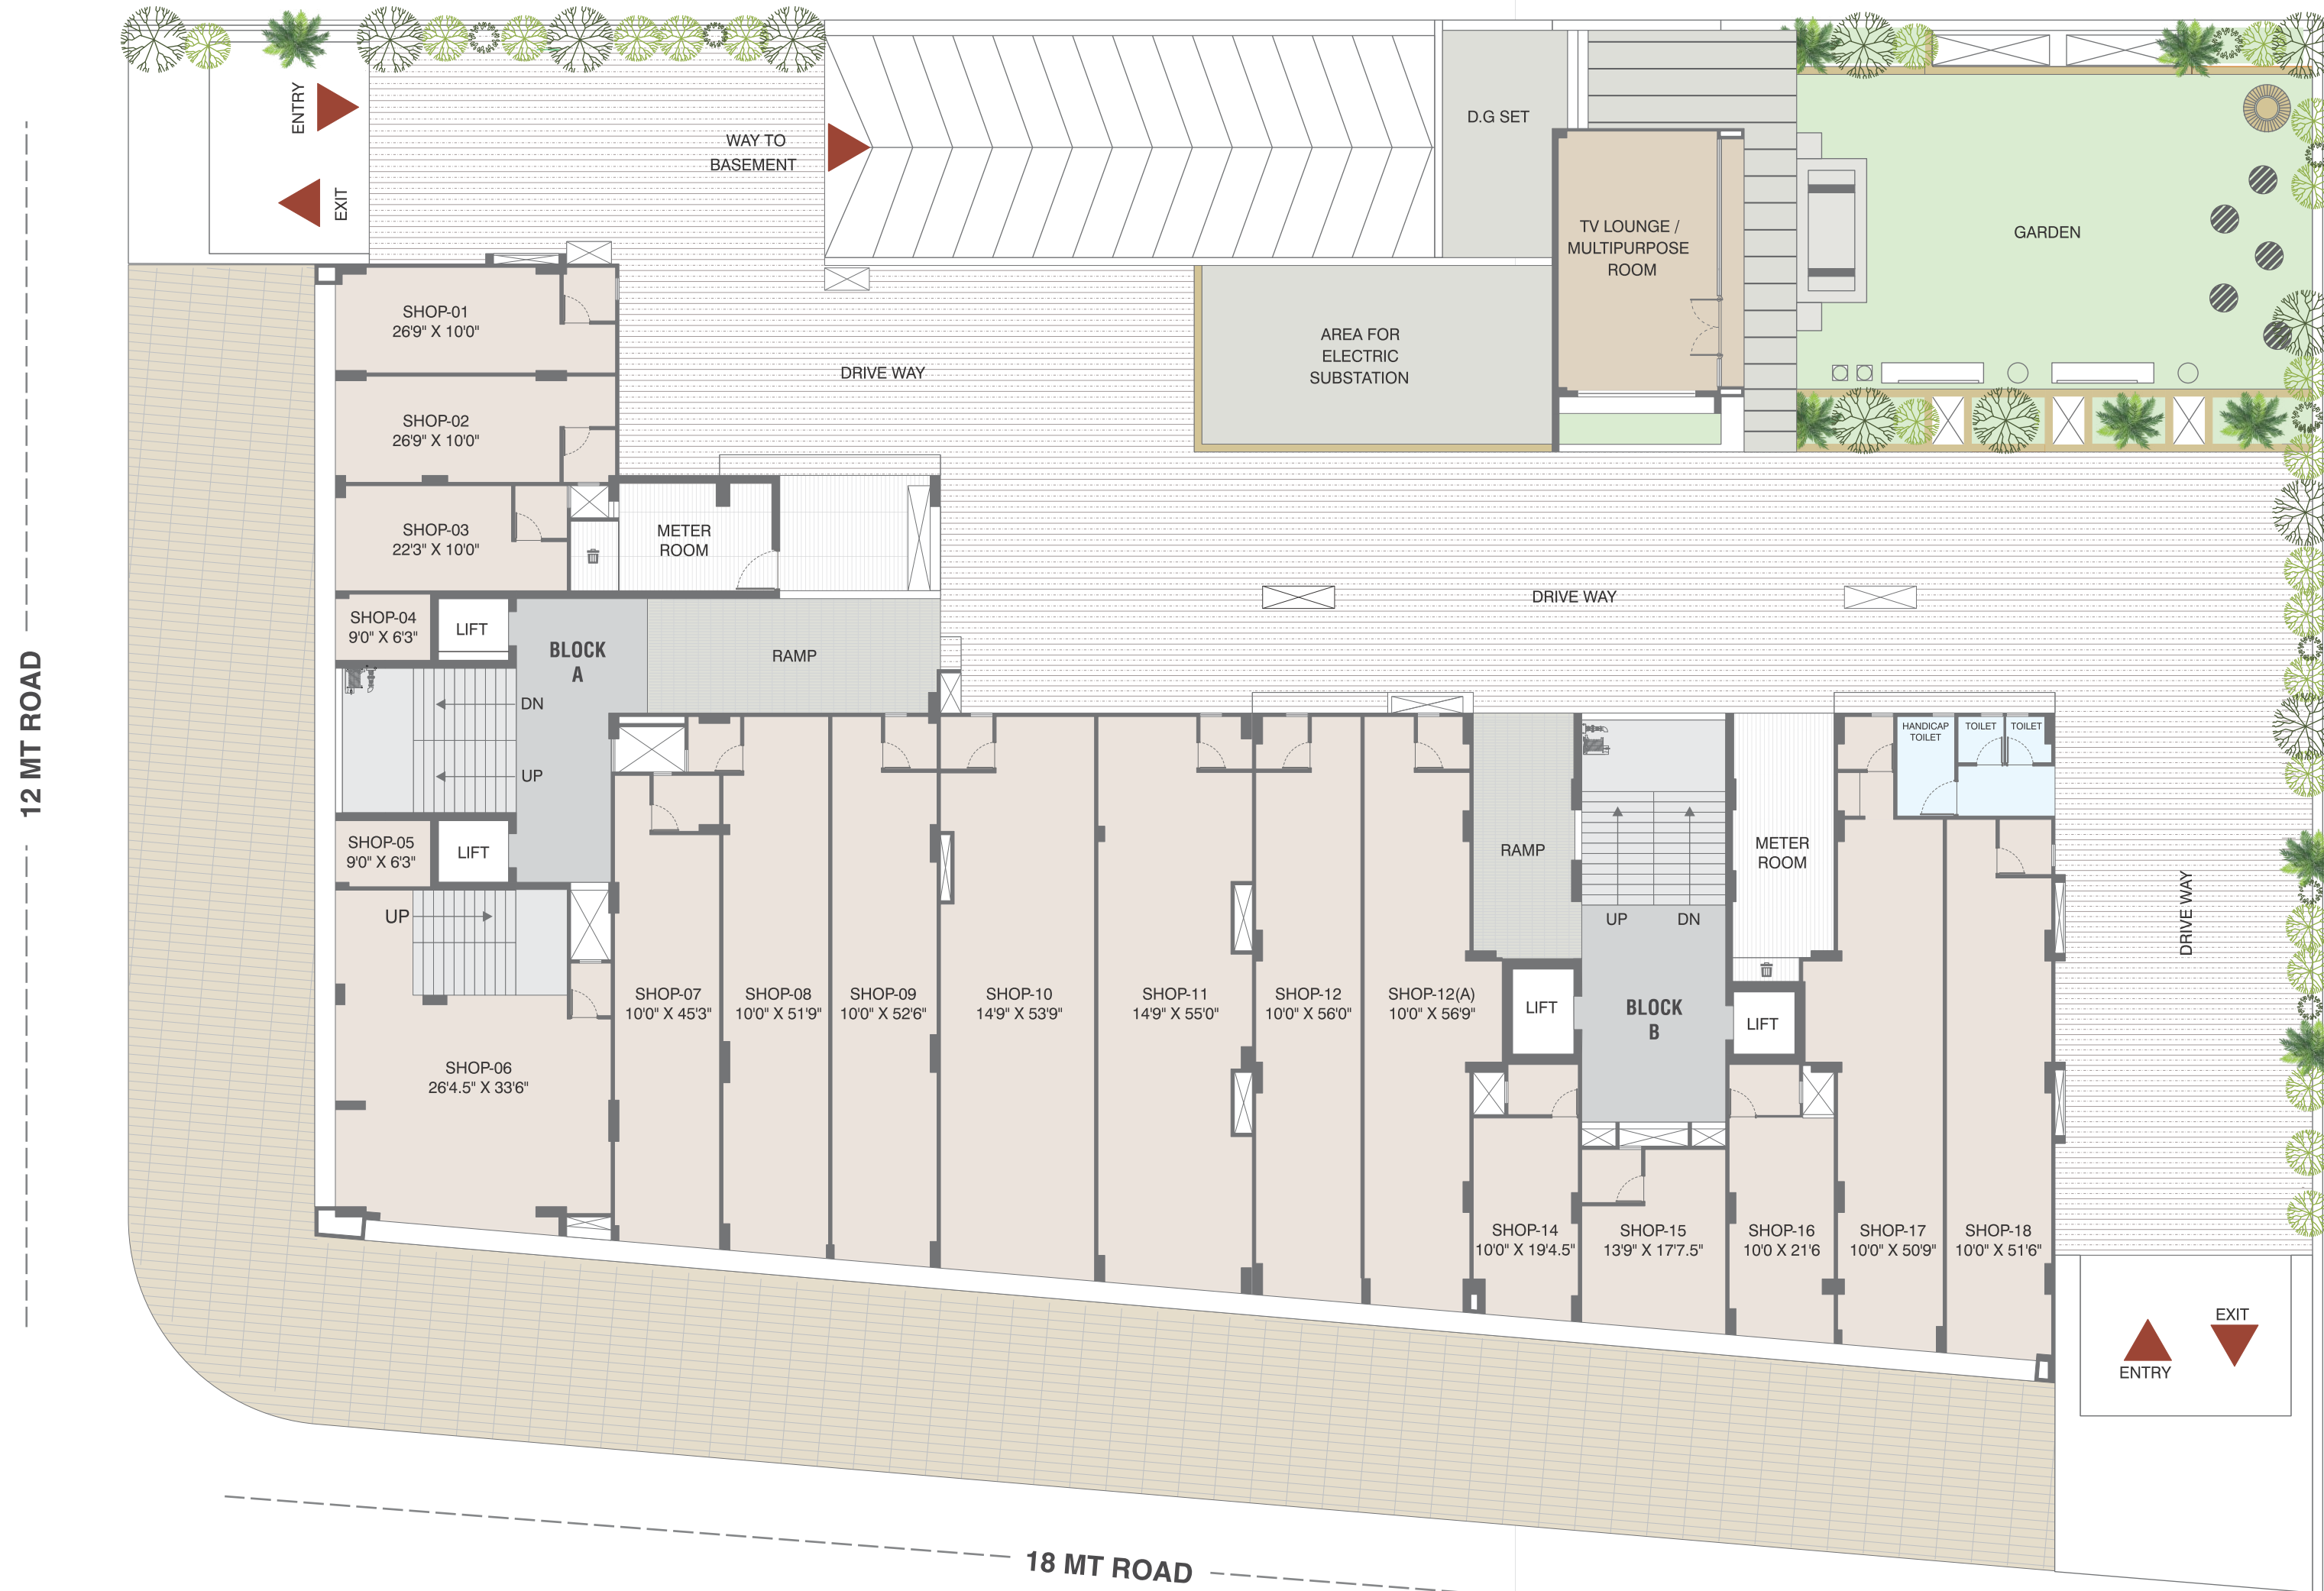 ENTRY
EXIT
WAY TO
BASEMENT
D.G SET
TV LOUNGE /
MULTIPURPOSE
ROOM
GARDEN
SHOP-01
26'9" X 10'0"
AREA FOR
ELECTRIC
SUBSTATION
DRIVE WAY
SHOP-02
26'9" X 10'0"
SHOP-03
22'3" X 10'0"
METER
ROOM
DRIVE WAY
SHOP-04
9'0" X 6'3"
LIFT
BLOCK
A
RAMP
DN
UP
12 MT ROAD
HANDICAP
TOILET
TOILET
TOILET
SHOP-05
9'0" X 6'3"
LIFT
RAMP
METER
ROOM
UP
UP
DN
DRIVE WAY
SHOP-07
10'0" X 45'3"
SHOP-08
10'0" X 51'9"
SHOP-09
10'0" X 52'6"
SHOP-10
14'9" X 53'9"
SHOP-11
14'9" X 55'0"
SHOP-12
10'0" X 56'0"
SHOP-12(A)
10'0" X 56'9"
LIFT
BLOCK
B
LIFT
SHOP-06
26'4.5" X 33'6"
SHOP-14
10'0" X 19'4.5"
SHOP-15
13'9" X 17'7.5"
SHOP-16
10'0 X 21'6
SHOP-17
10'0" X 50'9"
SHOP-18
10'0" X 51'6"
EXIT
ENTRY
18 MT ROAD